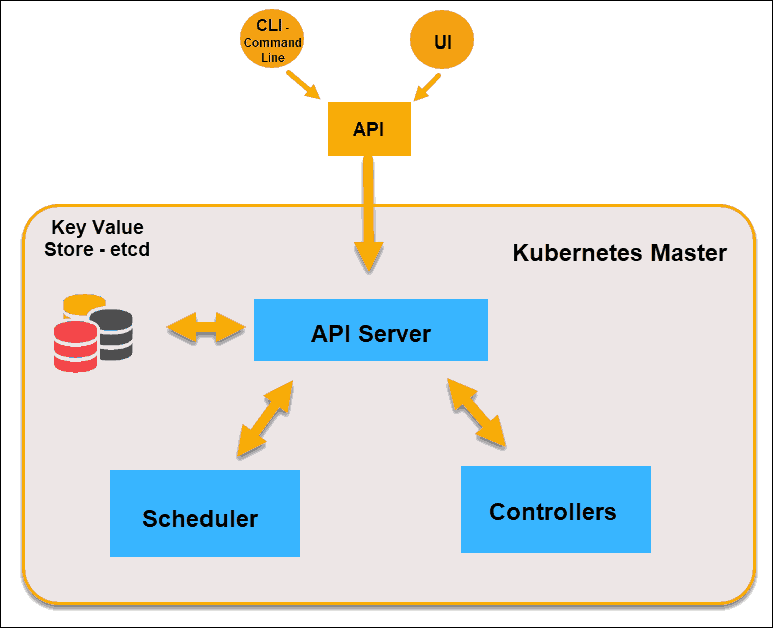 CLI -
Command
Line
UI
API
Key Value
Store - etcd
Kubernetes Master
API Server
Scheduler
Controllers